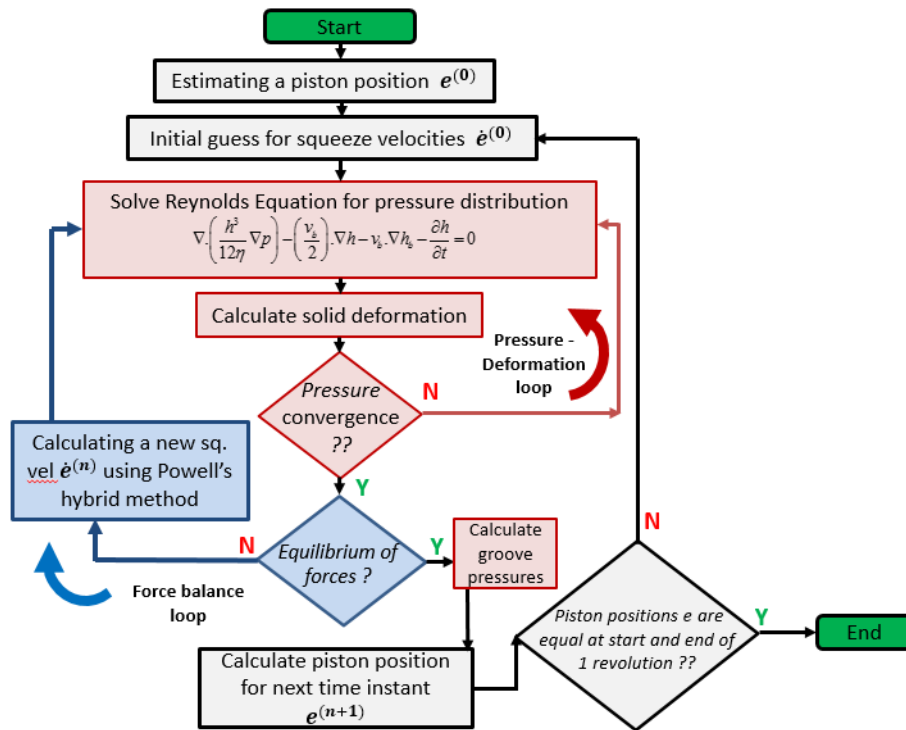 Start
Estimating a piston position e^(0)
Initial guess for squeeze velocities ė^(0)
Solve Reynolds Equation for pressure distribution
∇.(h³/12η ∇p)−(v_b/2).∇h−v_b.∇h_b−∂h/∂t=0
Calculate solid deformation
Pressure -
Deformation
loop
Pressure
convergence
??
N
Y
Calculating a new sq.
vel ė^(n) using Powell's
hybrid method
N
Equilibrium of
forces ?
Y
Calculate
groove
pressures
Force balance
loop
N
Piston positions e are
equal at start and end of
1 revolution ??
Y
End
Calculate piston position
for next time instant
e^(n+1)